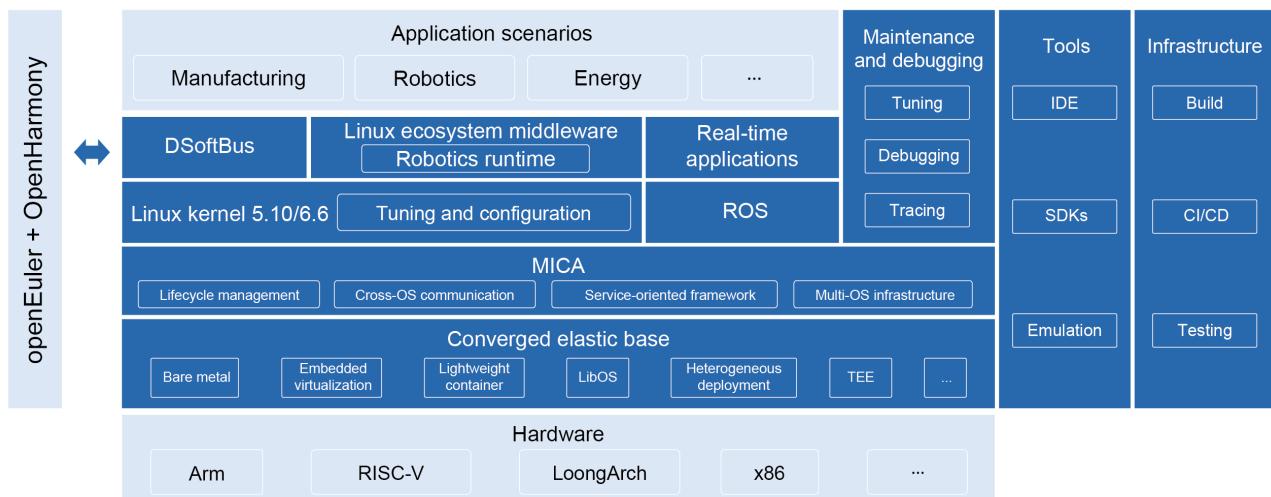 openEuler + OpenHarmony
Application scenarios
Manufacturing
Robotics
Energy
...
DSoftBus
Linux ecosystem middleware
Robotics runtime
Real-time
applications
Linux kernel 5.10/6.6
Tuning and configuration
ROS
Maintenance
and debugging
Tuning
Debugging
Tracing
MICA
Lifecycle management
Cross-OS communication
Service-oriented framework
Multi-OS infrastructure
Converged elastic base
Bare metal
Embedded
virtualization
Lightweight
container
LibOS
Heterogeneous
deployment
TEE
...
Tools
IDE
SDKs
Emulation
Infrastructure
Build
CI/CD
Testing
Hardware
Arm
RISC-V
LoongArch
x86
...